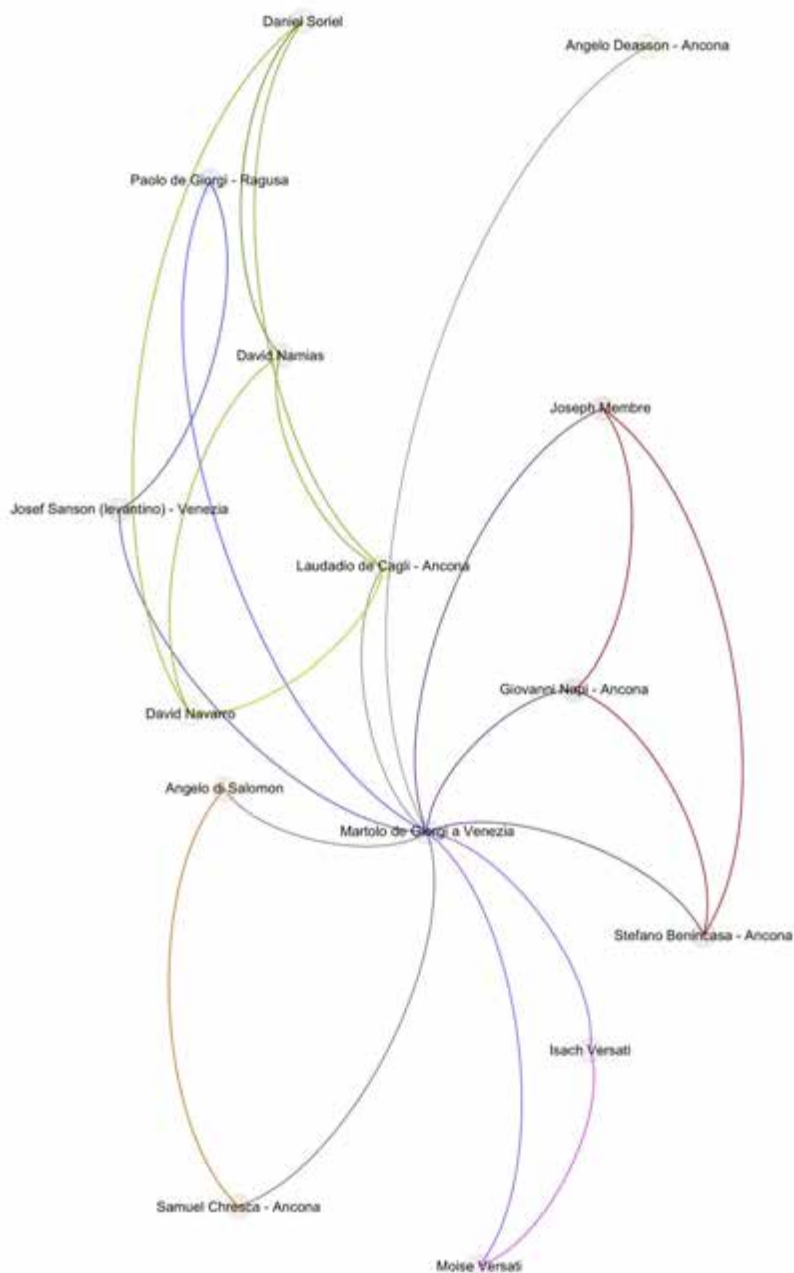 Daniel Soriel
Angelo Deasson - Ancona
Paolo de Giorgi - Ragusa
David Namias
Joseph Membre
Josef Sanson (levantino) - Venezia
Laudadio de Cagli - Ancona
Giovanni Napi - Ancona
David Navarro
Angelo di Salomon
Martolo de Giorgi a Venezia
Stefano Benincasa - Ancona
Isach Versati
Samuel Chresca - Ancona
Moise Versati